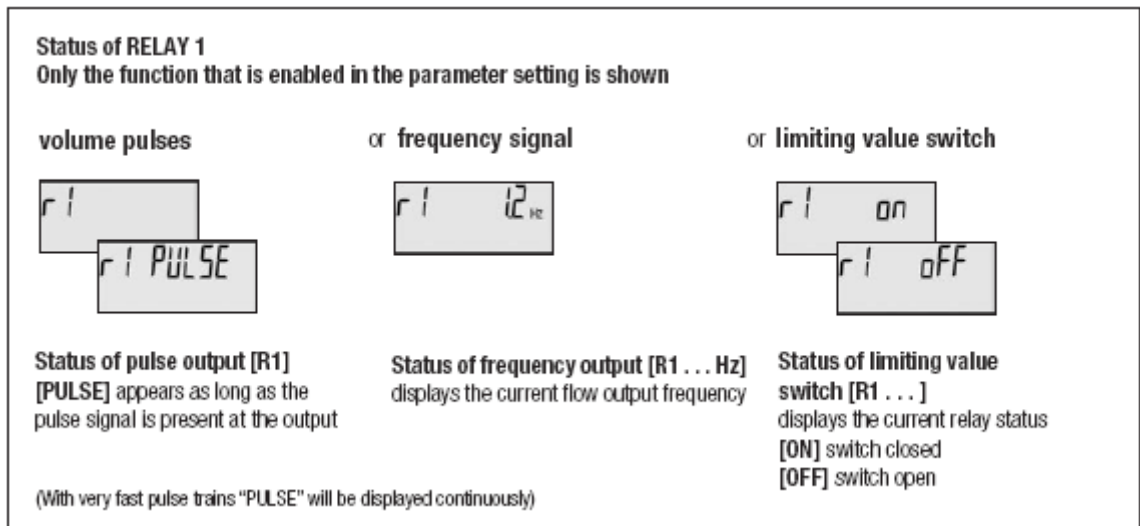 Status of RELAY 1
Only the function that is enabled in the parameter setting is shown
volume pulses
or frequency signal
or limiting value switch
r1
r1 PULSE
r1 1.2 Hz
r1 on
r1 oFF
Status of pulse output [R1]
[PULSE] appears as long as the
pulse signal is present at the output
Status of frequency output [R1 . . . Hz]
displays the current flow output frequency
Status of limiting value
switch [R1 . . . ]
displays the current relay status
[ON] switch closed
[OFF] switch open
(With very fast pulse trains “PULSE” will be displayed continuously)